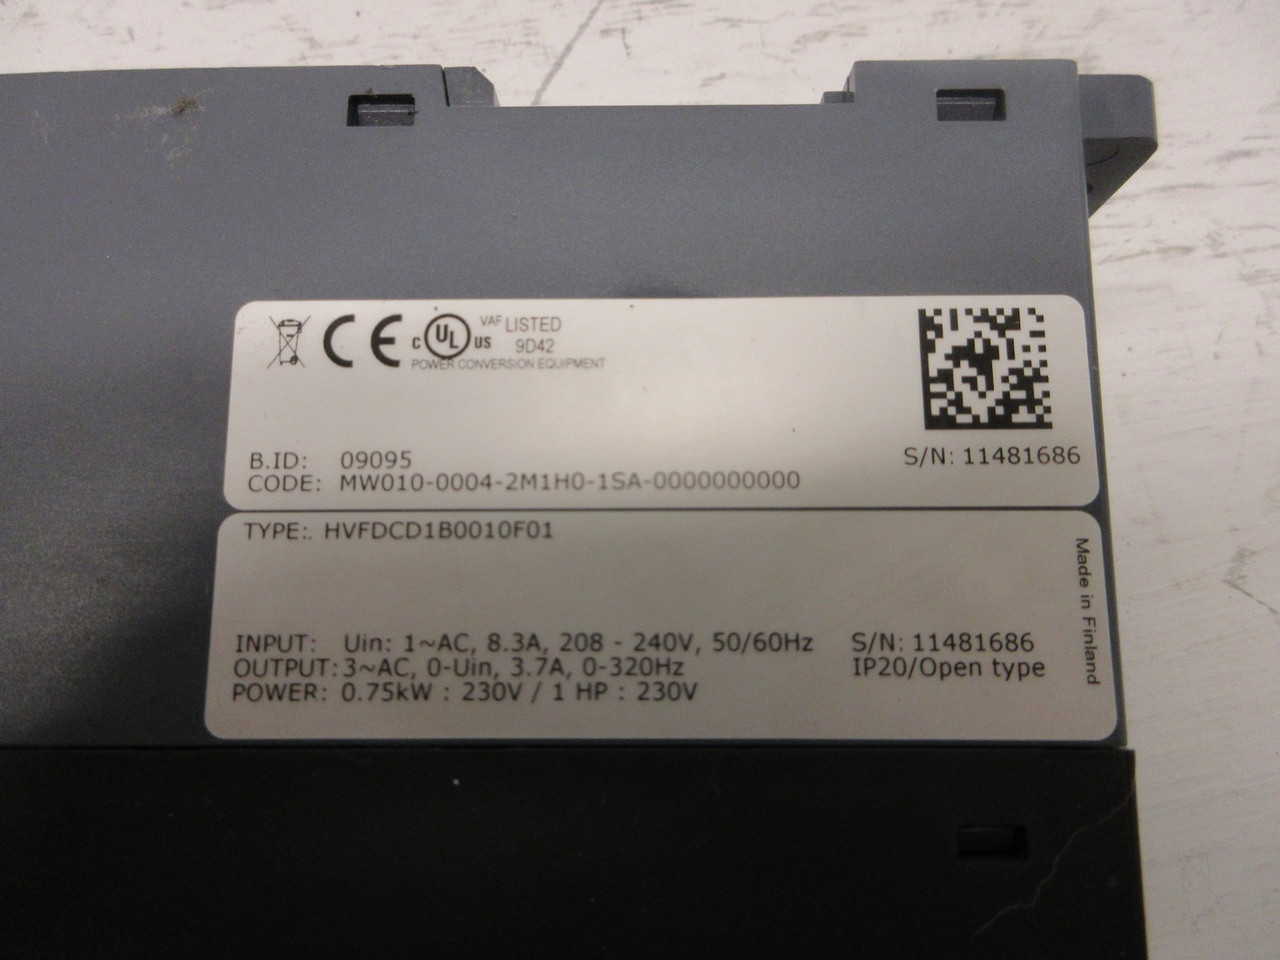 CE c UL US VAF LISTED
9D42
POWER CONVERSION EQUIPMENT
B.ID: 09095
CODE: MW010-0004-2M1H0-1SA-0000000000
S/N: 11481686
TYPE:. HVFDCD1B0010F01
INPUT: Uin: 1~AC, 8.3A, 208 - 240V, 50/60Hz
OUTPUT: 3~AC, 0-Uin, 3.7A, 0-320Hz
POWER: 0.75kW : 230V / 1 HP : 230V
S/N: 11481686
IP20/Open type
Made in Finland